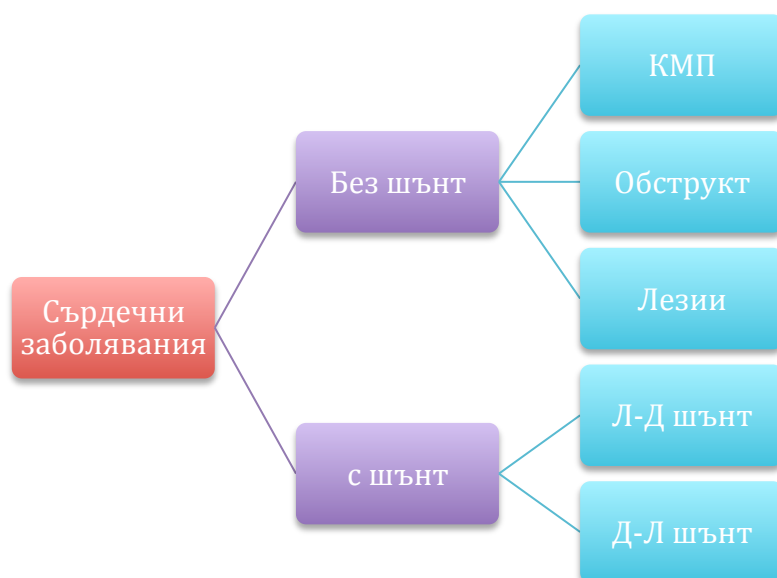 КМП
Без шънт
Обструкт
Лезии
Сърдечни
заболявания
с шънт
Л-Д шънт
Д-Л шънт